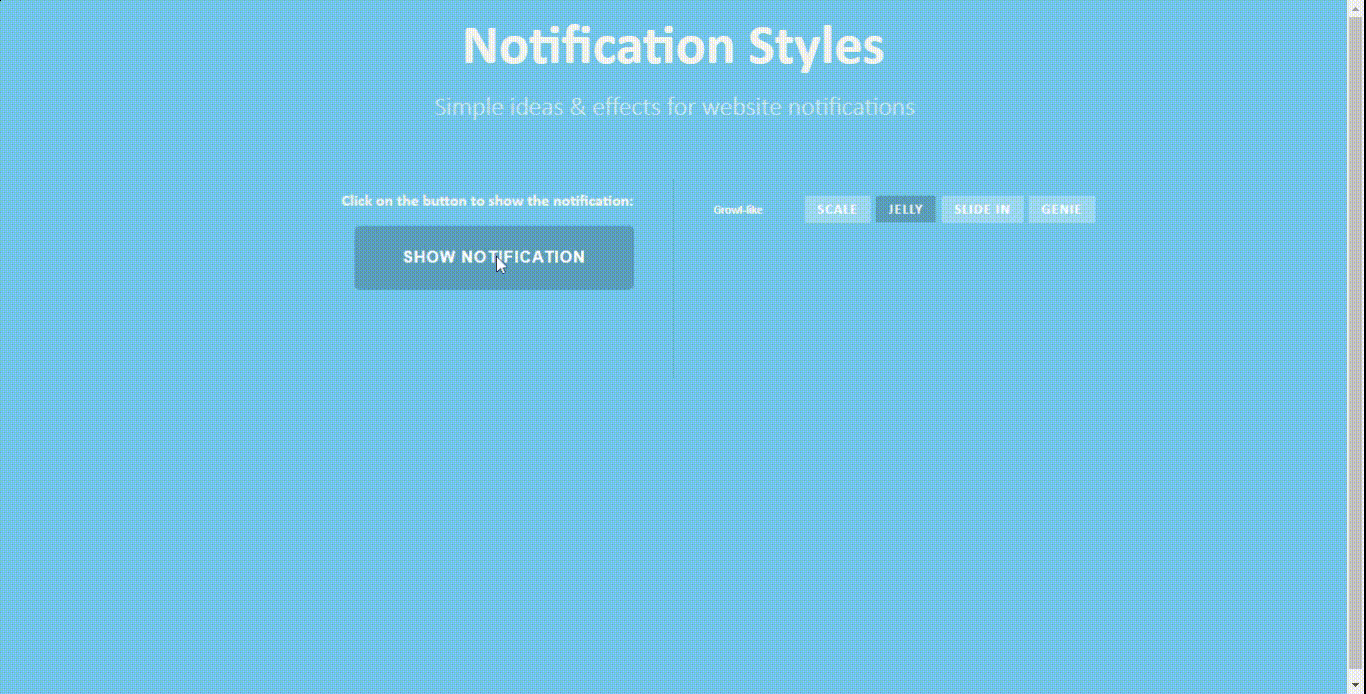 Notification Styles
Simple ideas & effects for website notifications
Click on the button to show the notification:
SHOW NOTIFICATION
Growl-like
SCALE
JELLY
SLIDE IN
GENIE